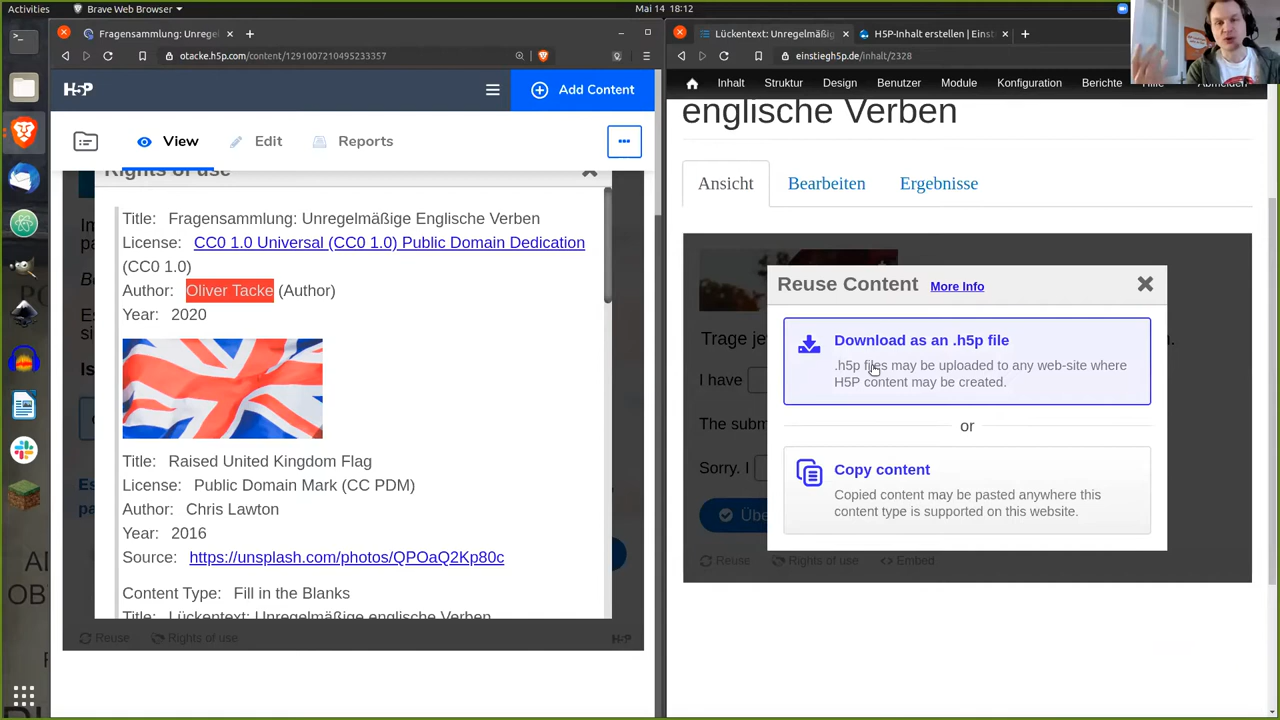 Activities
Brave Web Browser
Mai 14 18:12
Fragensammlung: Unregel
otacke.h5p.com/content/1291007210495233357
H5P
Add Content
View
Edit
Reports
Rights of use
Title: Fragensammlung: Unregelmäßige Englische Verben
License: CC0 1.0 Universal (CC0 1.0) Public Domain Dedication
(CC0 1.0)
Author: Oliver Tacke (Author)
Year: 2020
Title: Raised United Kingdom Flag
License: Public Domain Mark (CC PDM)
Author: Chris Lawton
Year: 2016
Source: https://unsplash.com/photos/QPOaQ2Kp80c
Content Type: Fill in the Blanks
Title: Lückentext: Unregelmäßige englische Verben
Reuse
Rights of use
H5P
Lückentext: Unregelmäßig
H5P-Inhalt erstellen | Einst
einstiegh5p.de/inhalt/2328
Inhalt
Struktur
Design
Benutzer
Module
Konfiguration
Berichte
englische Verben
Ansicht
Bearbeiten
Ergebnisse
Reuse Content
More Info
Download as an .h5p file
.h5p files may be uploaded to any web-site where
H5P content may be created.
or
Copy content
Copied content may be pasted anywhere this
content type is supported on this website.
Trage je
I have
The subm
Sorry. I
Übe
Reuse
Rights of use
<> Embed